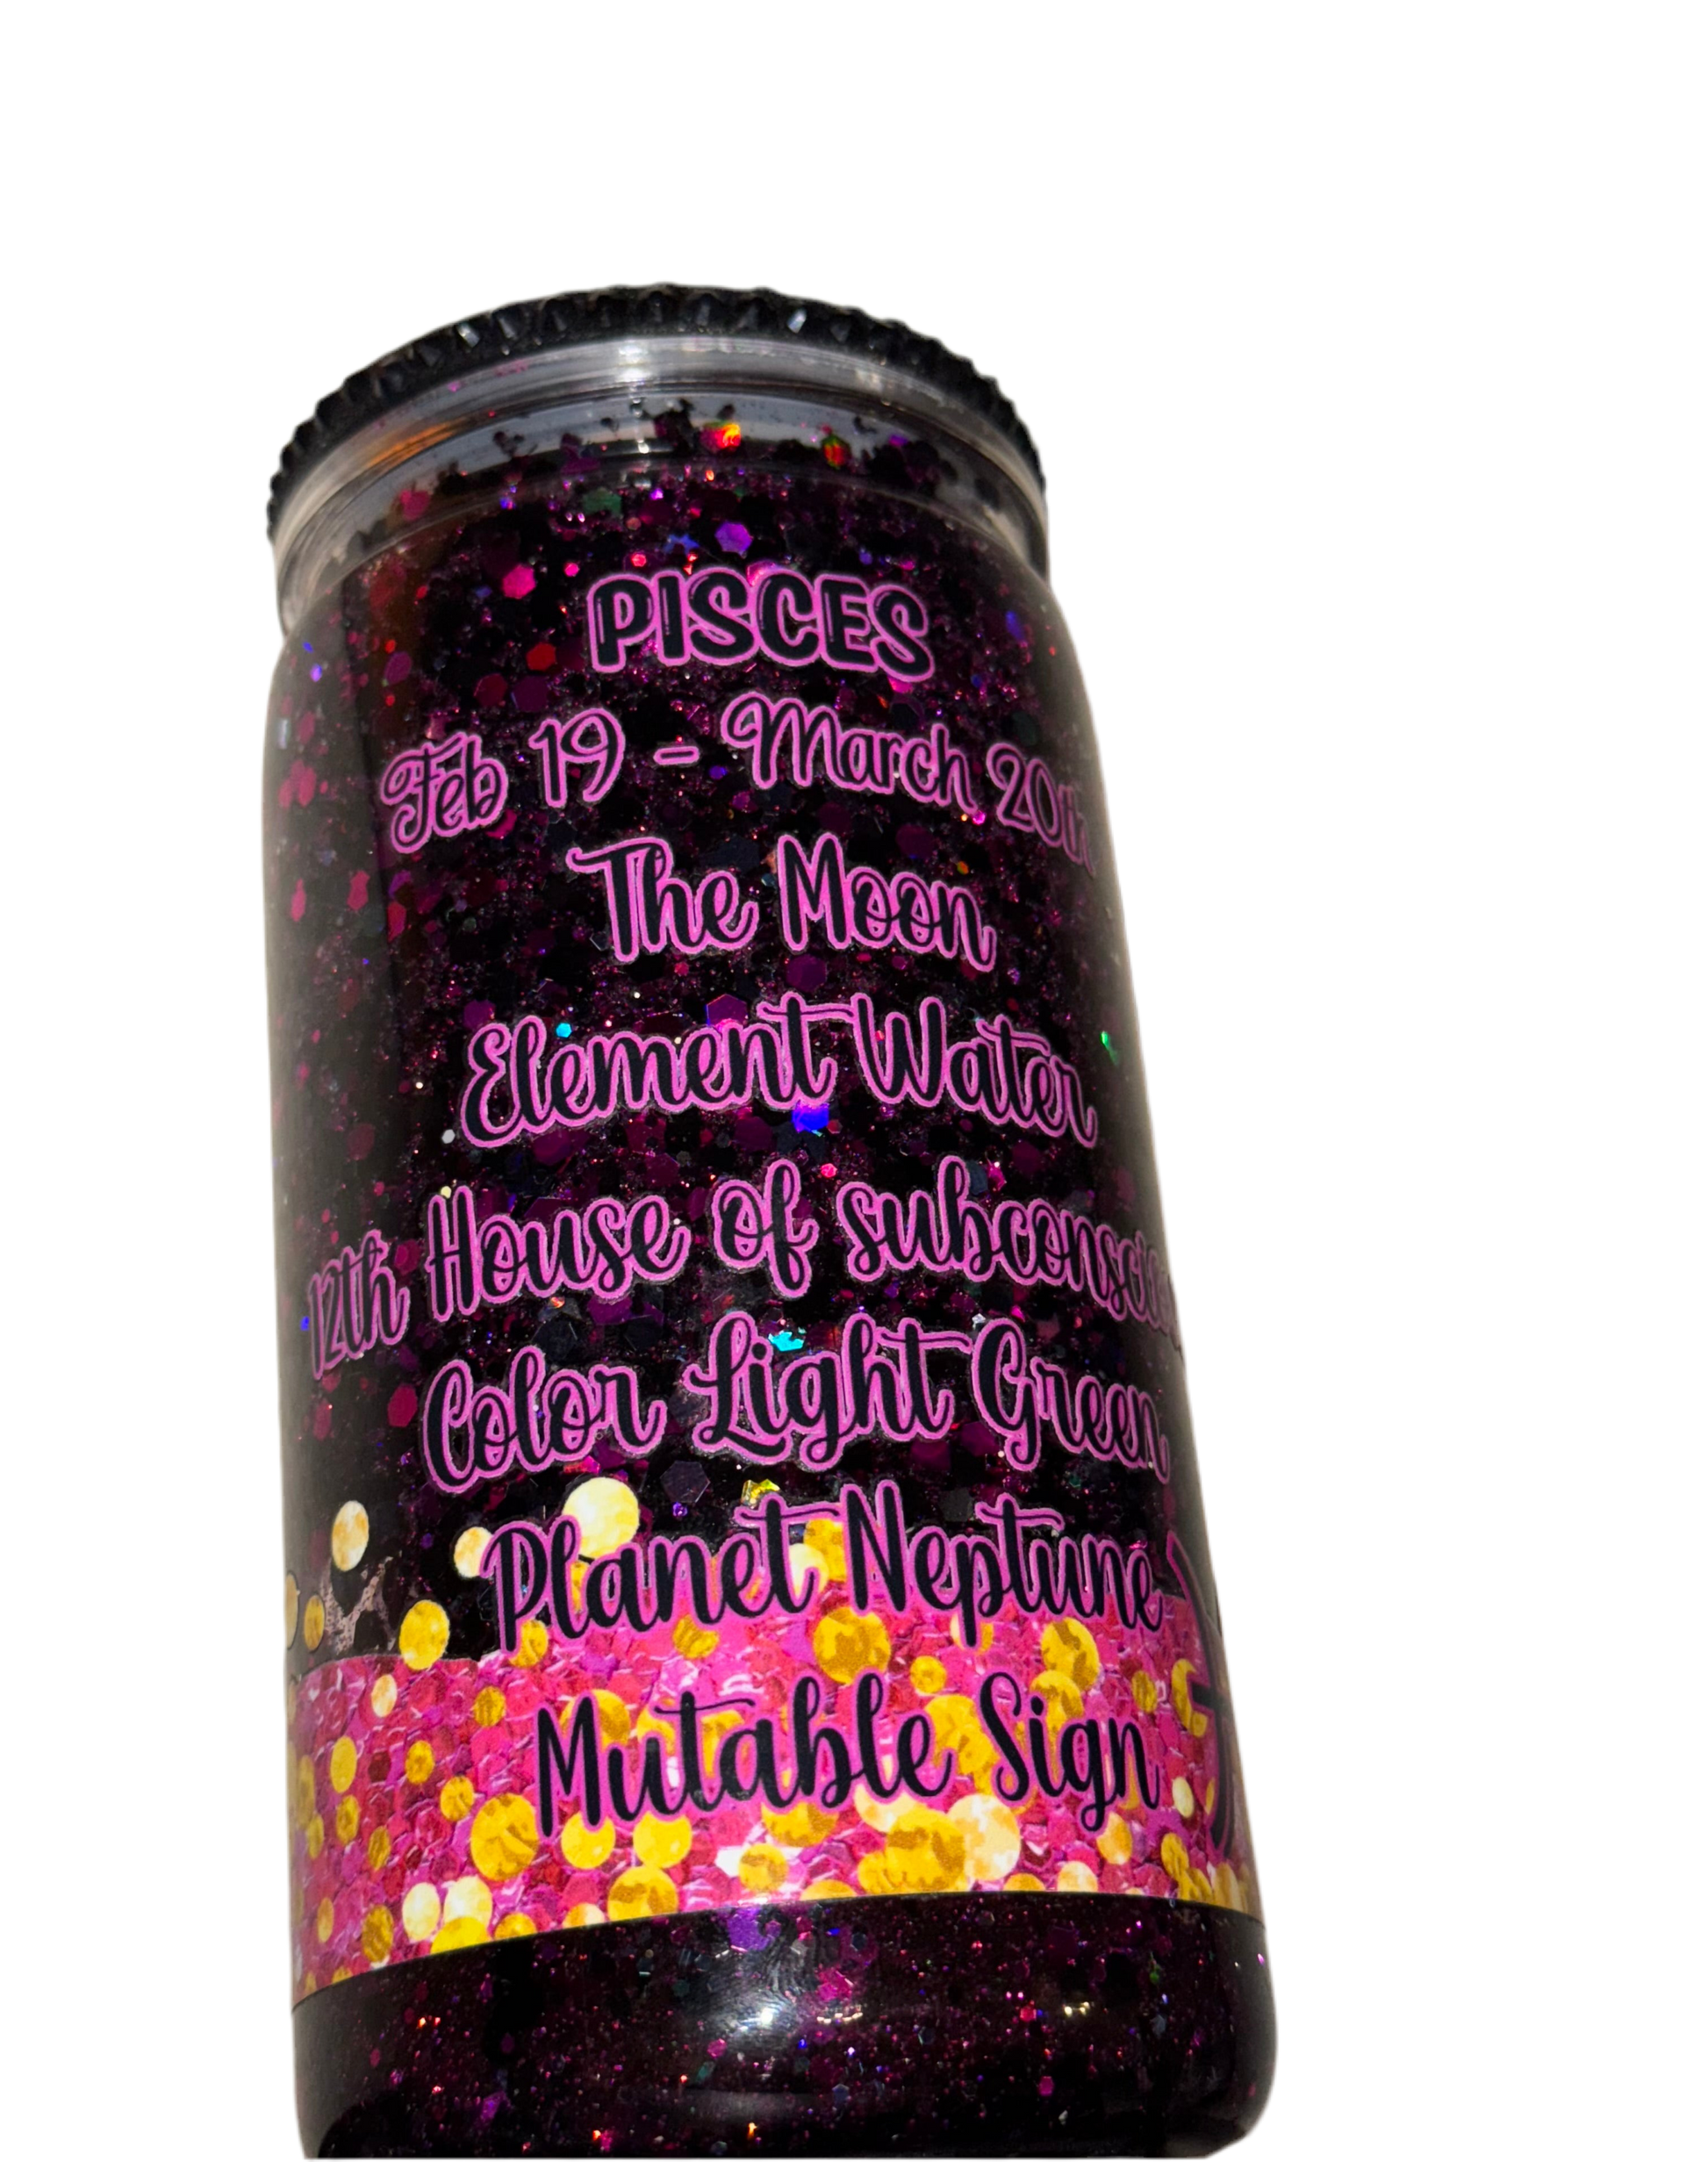 PISCES
Feb 19 - March 20th
The Moon
Element Water
12th House of
Color Light Green
Planet Neptune
Mutable Sign